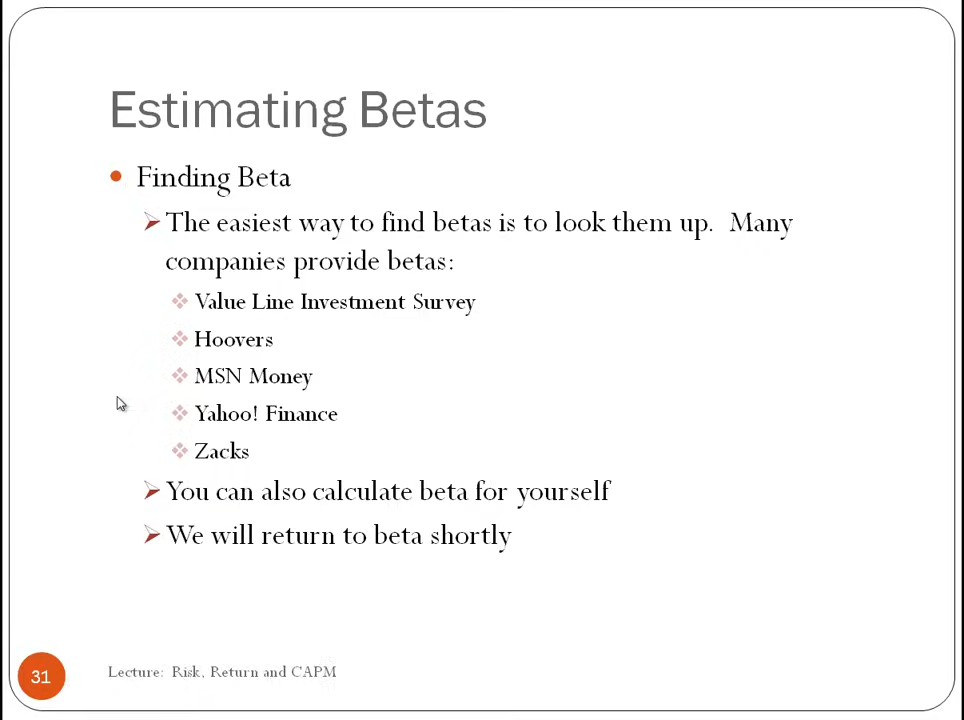 Estimating Betas
Finding Beta
The easiest way to find betas is to look them up.  Many
companies provide betas:
Value Line Investment Survey
Hoovers
MSN Money
Yahoo! Finance
Zacks
You can also calculate beta for yourself
We will return to beta shortly
31
Lecture:  Risk, Return and CAPM